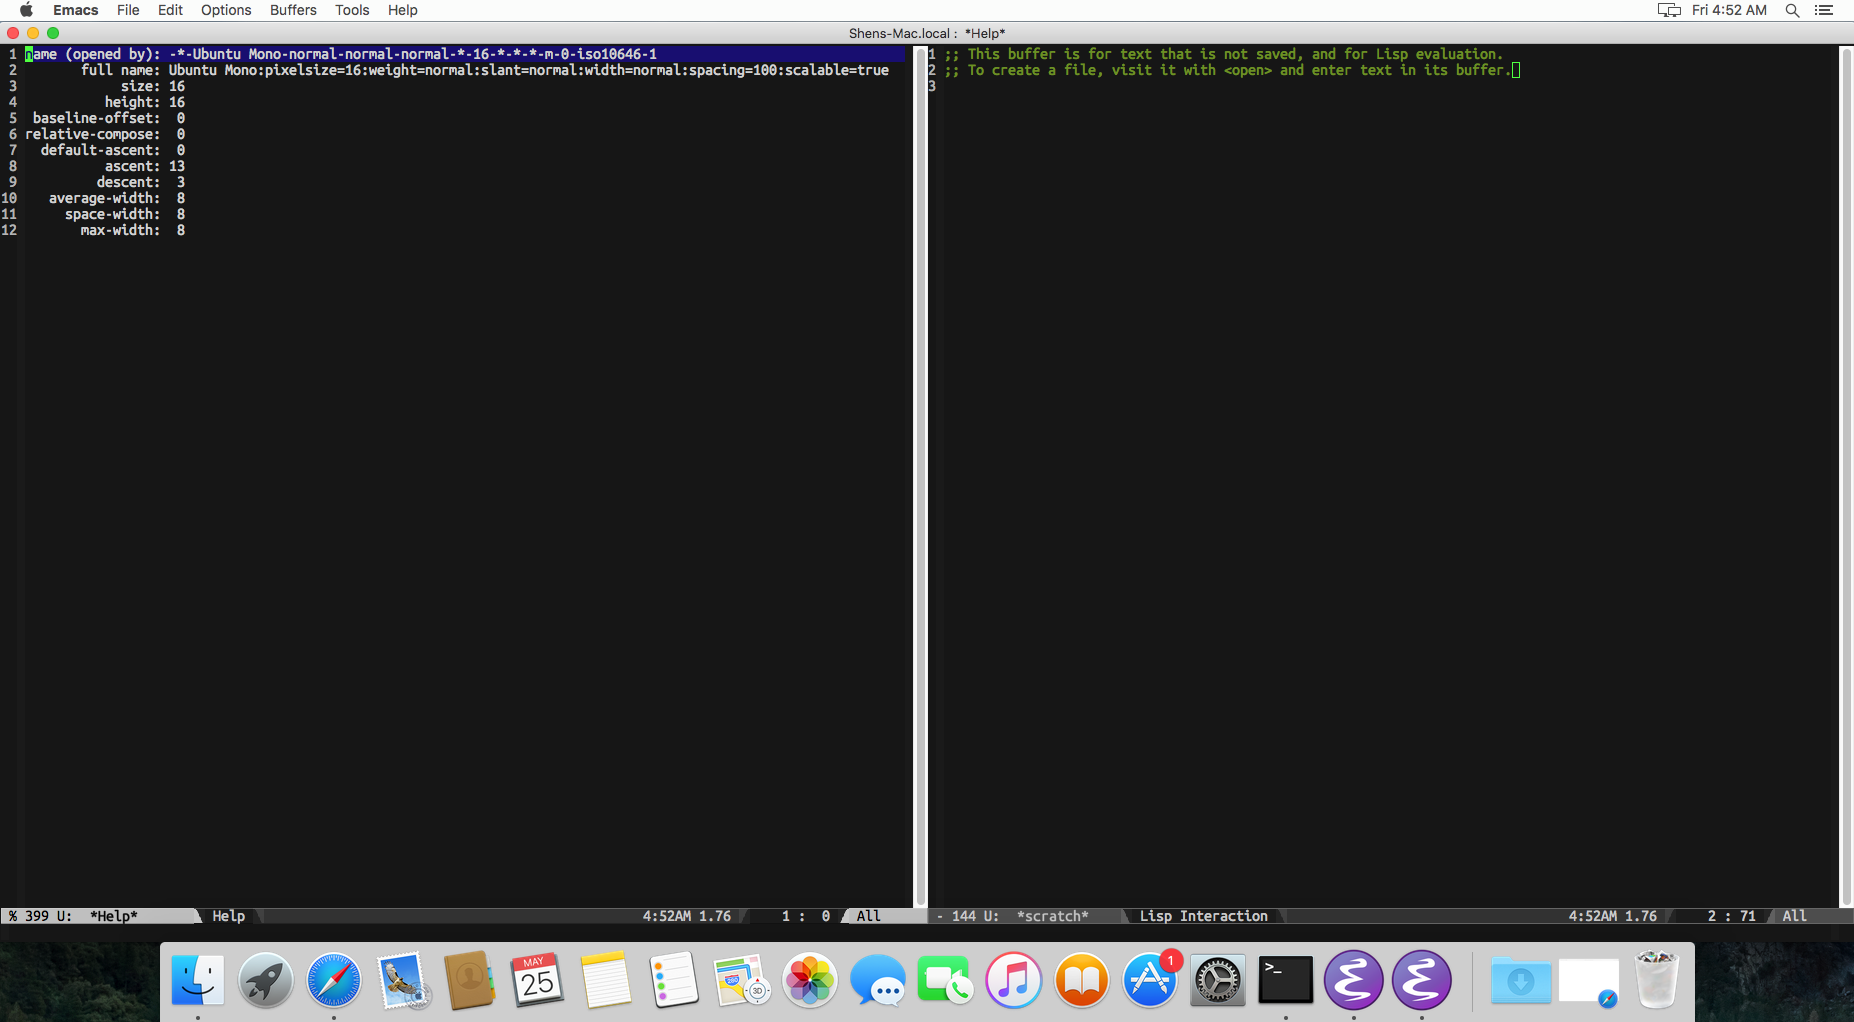 Emacs File Edit Options Buffers Tools Help Fri 4:52 AM
Shens-Mac.local : *Help*
1 name (opened by): -*-Ubuntu Mono-normal-normal-normal-*-16-*-*-*-m-0-iso10646-1
2 full name: Ubuntu Mono:pixelsize=16:weight=normal:slant=normal:width=normal:spacing=100:scalable=true
3 size: 16
4 height: 16
5 baseline-offset: 0
6 relative-compose: 0
7 default-ascent: 0
8 ascent: 13
9 descent: 3
10 average-width: 8
11 space-width: 8
12 max-width: 8
1 ;; This buffer is for text that is not saved, and for Lisp evaluation.
2 ;; To create a file, visit it with <open> and enter text in its buffer.
3
% 399 U: *Help* Help 4:52AM 1.76 1 : 0 All
- 144 U: *scratch* Lisp Interaction 4:52AM 1.76 2 : 71 All
MAY
25
3D
1
>_